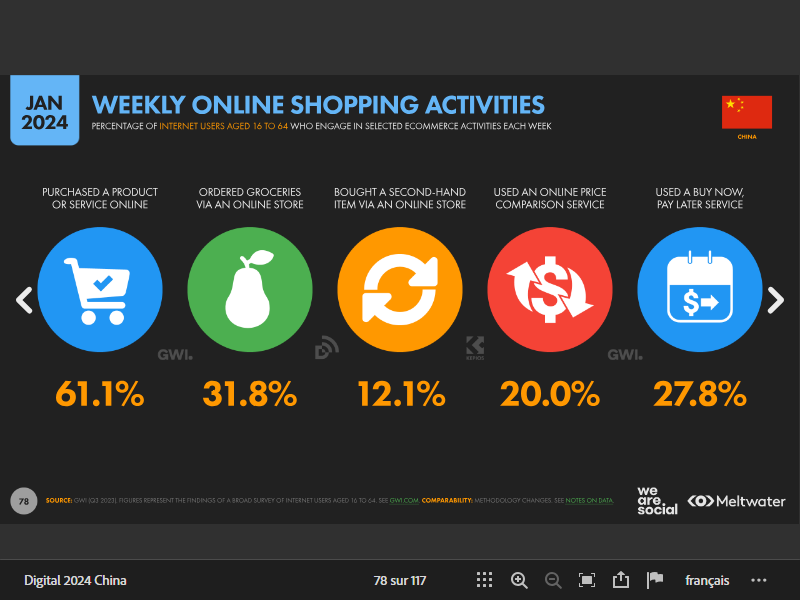 JAN
2024
WEEKLY ONLINE SHOPPING ACTIVITIES
PERCENTAGE OF INTERNET USERS AGED 16 TO 64 WHO ENGAGE IN SELECTED ECOMMERCE ACTIVITIES EACH WEEK
CHINA
PURCHASED A PRODUCT
OR SERVICE ONLINE
ORDERED GROCERIES
VIA AN ONLINE STORE
BOUGHT A SECOND-HAND
ITEM VIA AN ONLINE STORE
USED AN ONLINE PRICE
COMPARISON SERVICE
USED A BUY NOW,
PAY LATER SERVICE
$
$
GWI.
KEPIOS
GWI.
61.1%
31.8%
12.1%
20.0%
27.8%
78
SOURCE: GWI (Q3 2023). FIGURES REPRESENT THE FINDINGS OF A BROAD SURVEY OF INTERNET USERS AGED 16 TO 64. SEE GWI.COM. COMPARABILITY: METHODOLOGY CHANGES. SEE NOTES ON DATA.
we
are.
social
Meltwater
Digital 2024 China
78 sur 117
français